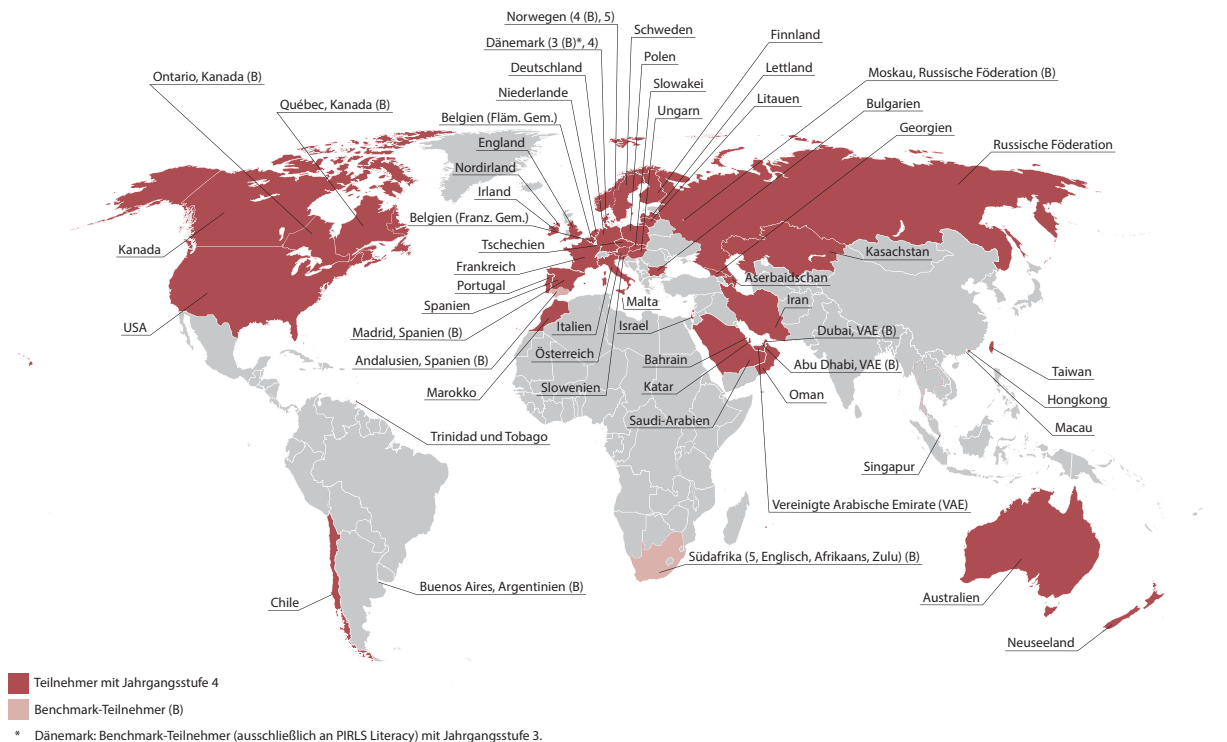 Norwegen (4 (B), 5)
Schweden
Dänemark (3 (B)*, 4)
Finnland
Polen
Deutschland
Lettland
Ontario, Kanada (B)
Slowakei
Moskau, Russische Föderation (B)
Niederlande
Québec, Kanada (B)
Litauen
Bulgarien
Ungarn
Belgien (Fläm. Gem.)
Georgien
England
Russische Föderation
Nordirland
Irland
Belgien (Franz. Gem.)
Kanada
Tschechien
Kasachstan
Frankreich
Aserbaidschan
Portugal
Iran
Malta
Spanien
USA
Madrid, Spanien (B)
Italien
Israel
Dubai, VAE (B)
Andalusien, Spanien (B)
Österreich
Bahrain
Abu Dhabi, VAE (B)
Taiwan
Marokko
Slowenien
Katar
Oman
Hongkong
Saudi-Arabien
Macau
Trinidad und Tobago
Singapur
Vereinigte Arabische Emirate (VAE)
Südafrika (5, Englisch, Afrikaans, Zulu) (B)
Buenos Aires, Argentinien (B)
Chile
Australien
Neuseeland
Teilnehmer mit Jahrgangsstufe 4
Benchmark-Teilnehmer (B)
* Dänemark: Benchmark-Teilnehmer (ausschließlich an PIRLS Literacy) mit Jahrgangsstufe 3.